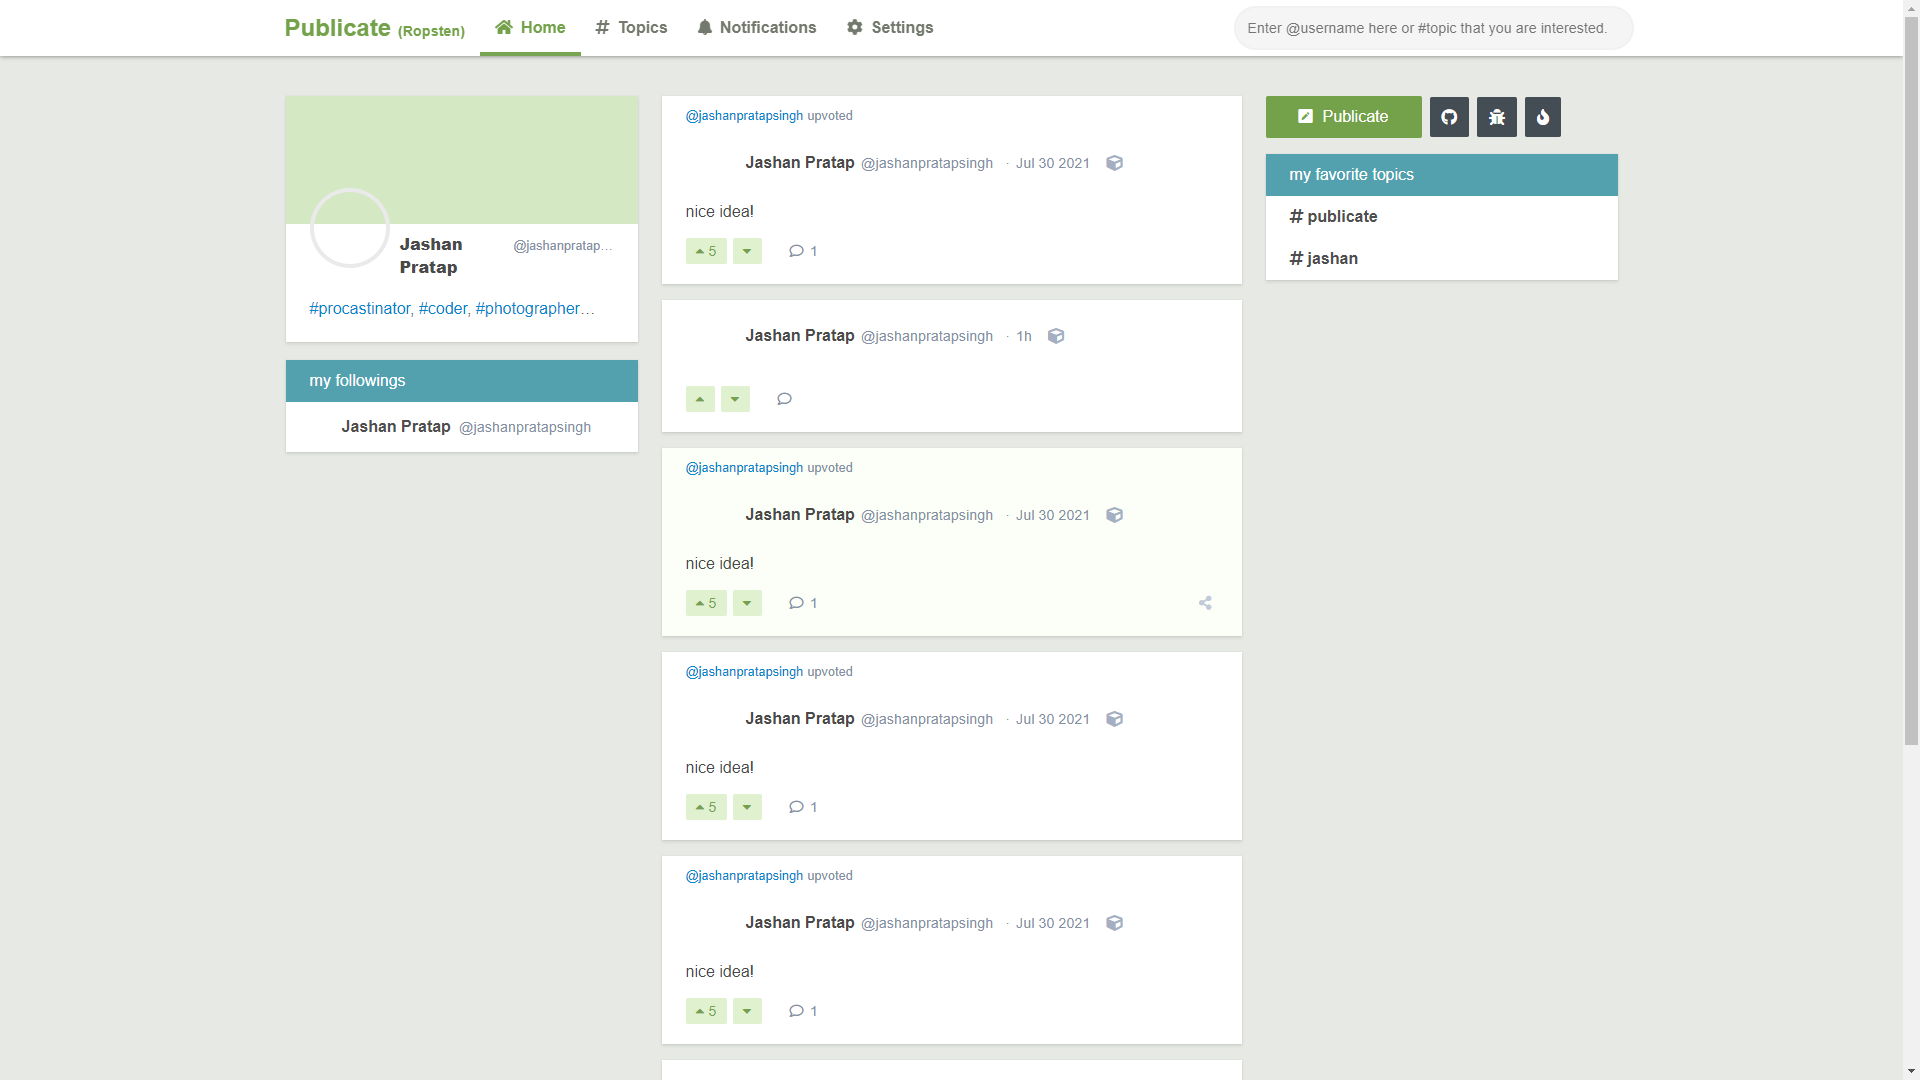 Publicate (Ropsten)
Home
Topics
Notifications
Settings
Enter @username here or #topic that you are interested.
Jashan Pratap
@jashanpratap...
#procastinator, #coder, #photographer...
my followings
Jashan Pratap @jashanpratapsingh
@jashanpratapsingh upvoted
Jashan Pratap @jashanpratapsingh · Jul 30 2021
nice idea!
5
1
Jashan Pratap @jashanpratapsingh · 1h
@jashanpratapsingh upvoted
Jashan Pratap @jashanpratapsingh · Jul 30 2021
nice idea!
5
1
@jashanpratapsingh upvoted
Jashan Pratap @jashanpratapsingh · Jul 30 2021
nice idea!
5
1
@jashanpratapsingh upvoted
Jashan Pratap @jashanpratapsingh · Jul 30 2021
nice idea!
5
1
Publicate
my favorite topics
# publicate
# jashan